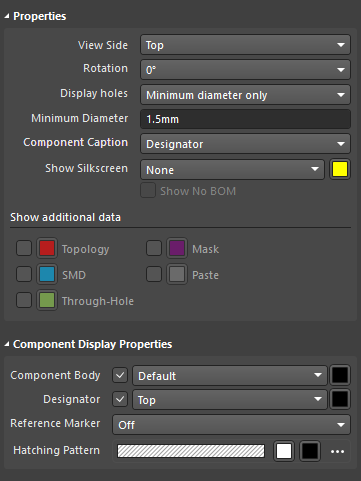 Properties
View Side Top
Rotation 0°
Display holes Minimum diameter only
Minimum Diameter 1.5mm
Component Caption Designator
Show Silkscreen None
Show No BOM
Show additional data
Topology Mask
SMD Paste
Through-Hole
Component Display Properties
Component Body Default
Designator Top
Reference Marker Off
Hatching Pattern